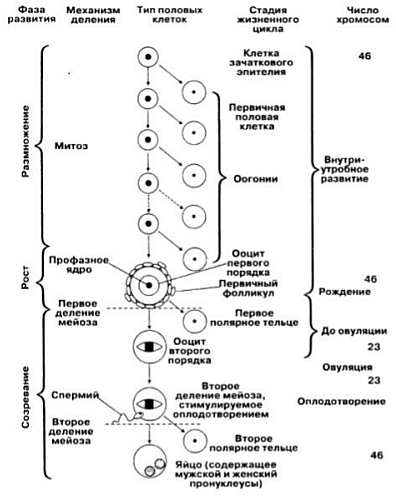 Фаза развития
Механизм деления
Тип половых клеток
Стадия жизненного цикла
Число хромосом
Клетка зачаткового эпителия
46
Первичная половая клетка
Размножение
Митоз
Оогонии
Внутри-
утробное
развитие
Профазное ядро
Ооцит первого порядка
46
Рост
Первичный фолликул
Рождение
Первое деление мейоза
Первое полярное тельце
До овуляции
Ооцит второго порядка
23
Овуляция
23
Созревание
Спермий
Второе деление мейоза, стимулируемое оплодотворением
Оплодотворение
Второе деление мейоза
Второе полярное тельце
46
Яйцо (содержащее мужской и женский пронуклеусы)